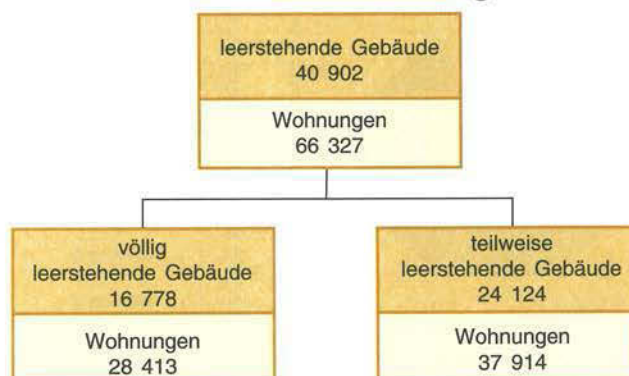 leerstehende Gebäude
40 902
Wohnungen
66 327
völlig
leerstehende Gebäude
16 778
Wohnungen
28 413
teilweise
leerstehende Gebäude
24 124
Wohnungen
37 914